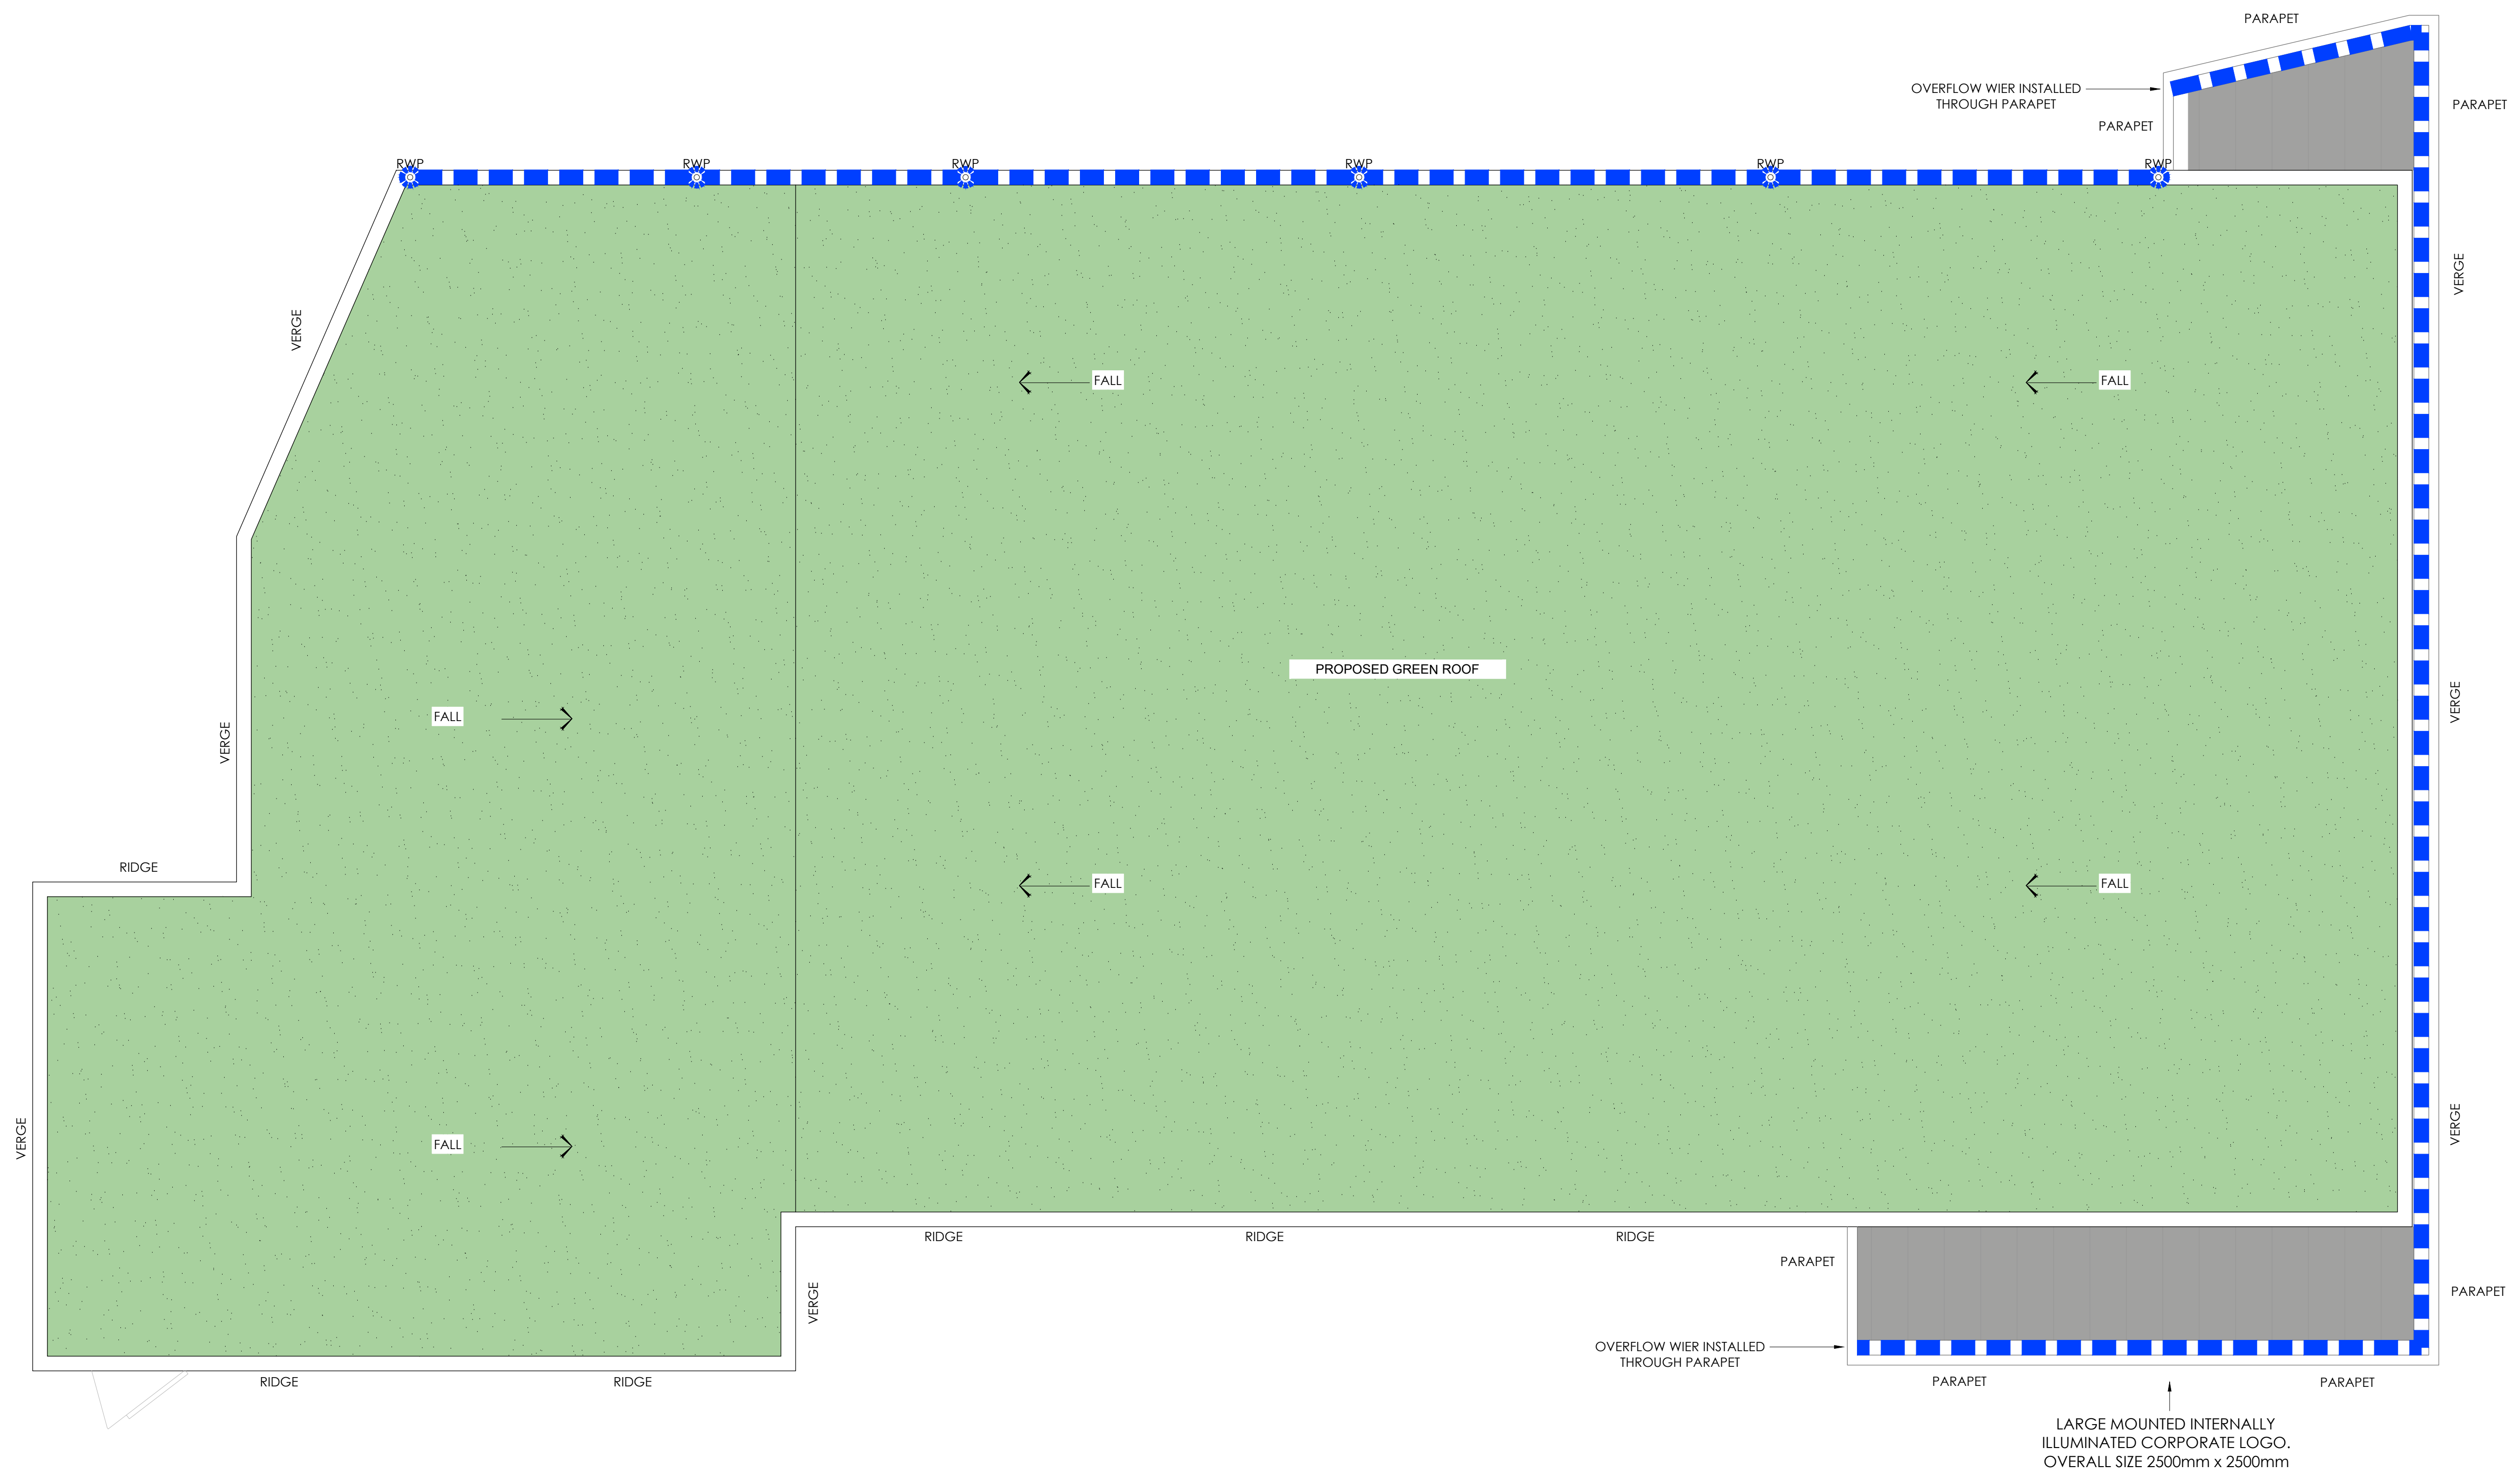 PARAPET
OVERFLOW WIER INSTALLED
THROUGH PARAPET
PARAPET
PARAPET
RWP
RWP
RWP
RWP
RWP
RWP
VERGE
VERGE
FALL
FALL
PROPOSED GREEN ROOF
VERGE
FALL
VERGE
RIDGE
FALL
FALL
VERGE
FALL
VERGE
RIDGE
RIDGE
RIDGE
PARAPET
VERGE
PARAPET
OVERFLOW WIER INSTALLED
THROUGH PARAPET
RIDGE
RIDGE
PARAPET
PARAPET
LARGE MOUNTED INTERNALLY
ILLUMINATED CORPORATE LOGO.
OVERALL SIZE 2500mm x 2500mm